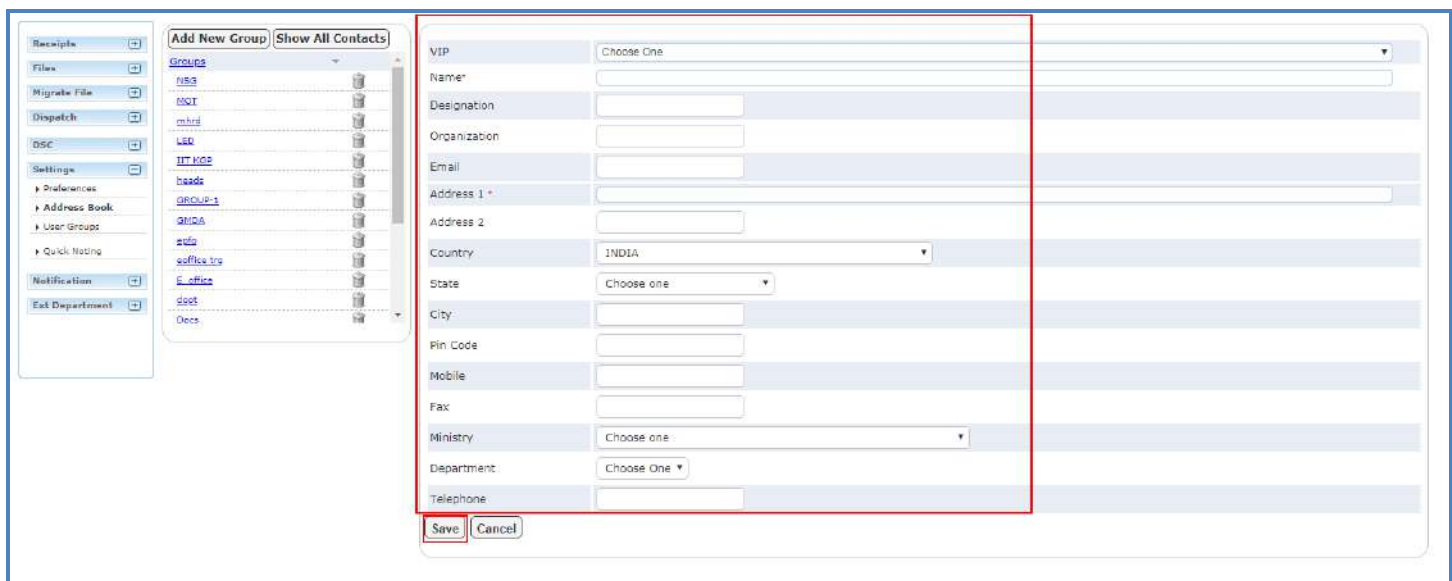 Receipts
Files
Migrate File
Dispatch
DSC
Settings
Preferences
Address Book
User Groups
Quick Noting
Notification
Ext Department
Add New Group Show All Contacts
Groups
NSG
MOT
mhrd
LED
IIT KGP
heads
GROUP-1
GMDA
epfo
eoffice trg
E_office
dopt
Docs
VIP Choose One
Name*
Designation
Organization
Email
Address 1 *
Address 2
Country INDIA
State Choose one
City
Pin Code
Mobile
Fax
Ministry Choose one
Department Choose One
Telephone
Save Cancel